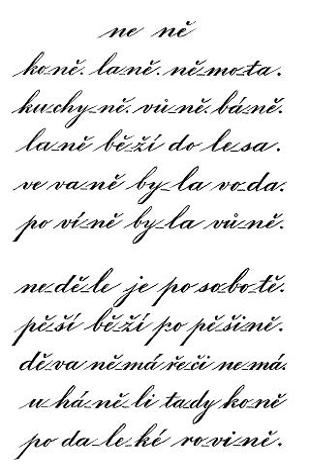 ne ně
ko-ně. la-ně. ně-mo-ta.
ku-chy-ně. vů-ně. bá-ně.
la-ně bě-ží do le-sa.
ve va-ně by-la vo-da.
po ví-ně by-la vů-ně.
ne-dě-le je po so-bo-tě.
pě-ší bě-ží po pě-ši-ně.
dě-va ně-má ře-či ne-má.
u-há-ně-li ta-dy ko-ně
po da-le-ké ro-vi-ně.